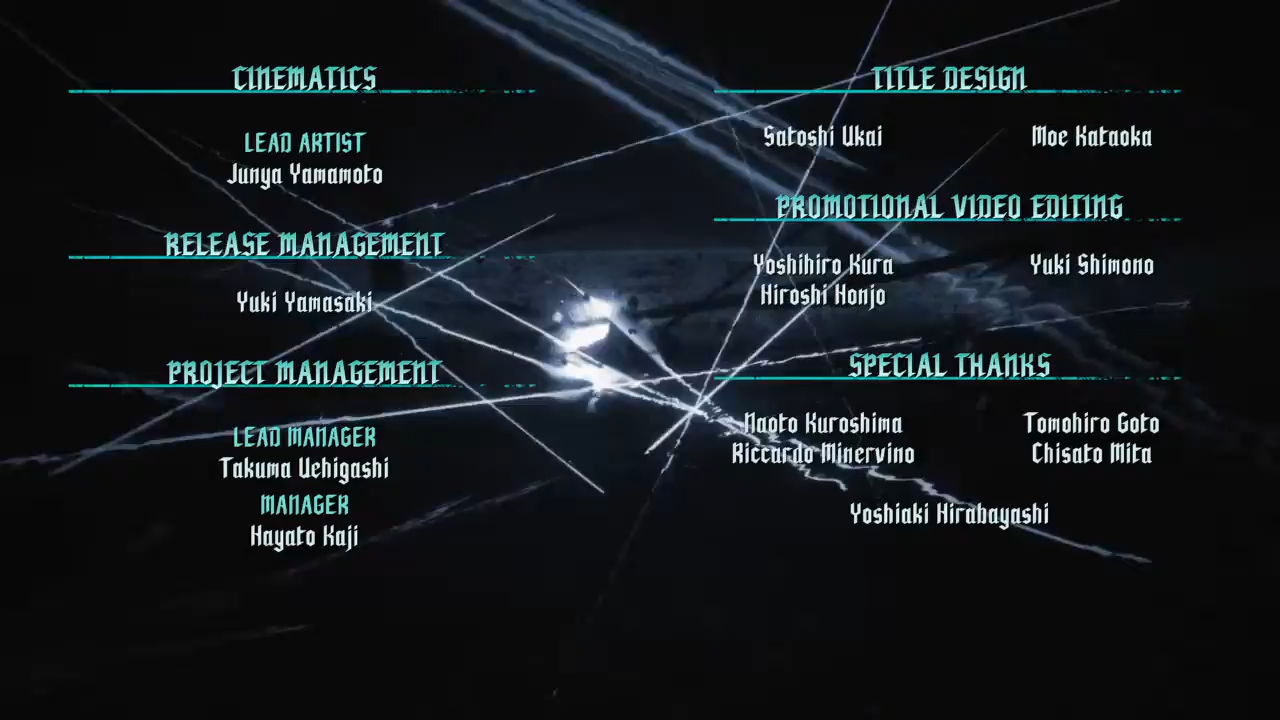 CINEMATICS
LEAD ARTIST
Junya Yamamoto
RELEASE MANAGEMENT
Yuki Yamasaki
PROJECT MANAGEMENT
LEAD MANAGER
Takuma Uehigashi
MANAGER
Hayato Kaji
TITLE DESIGN
Satoshi Ukai Moe Kataoka
PROMOTIONAL VIDEO EDITING
Yoshihiro Kura Yuki Shimono
Hiroshi Honjo
SPECIAL THANKS
Naoto Kuroshima Tomohiro Goto
Riccardo Minervino Chisato Mita
Yoshiaki Hirabayashi